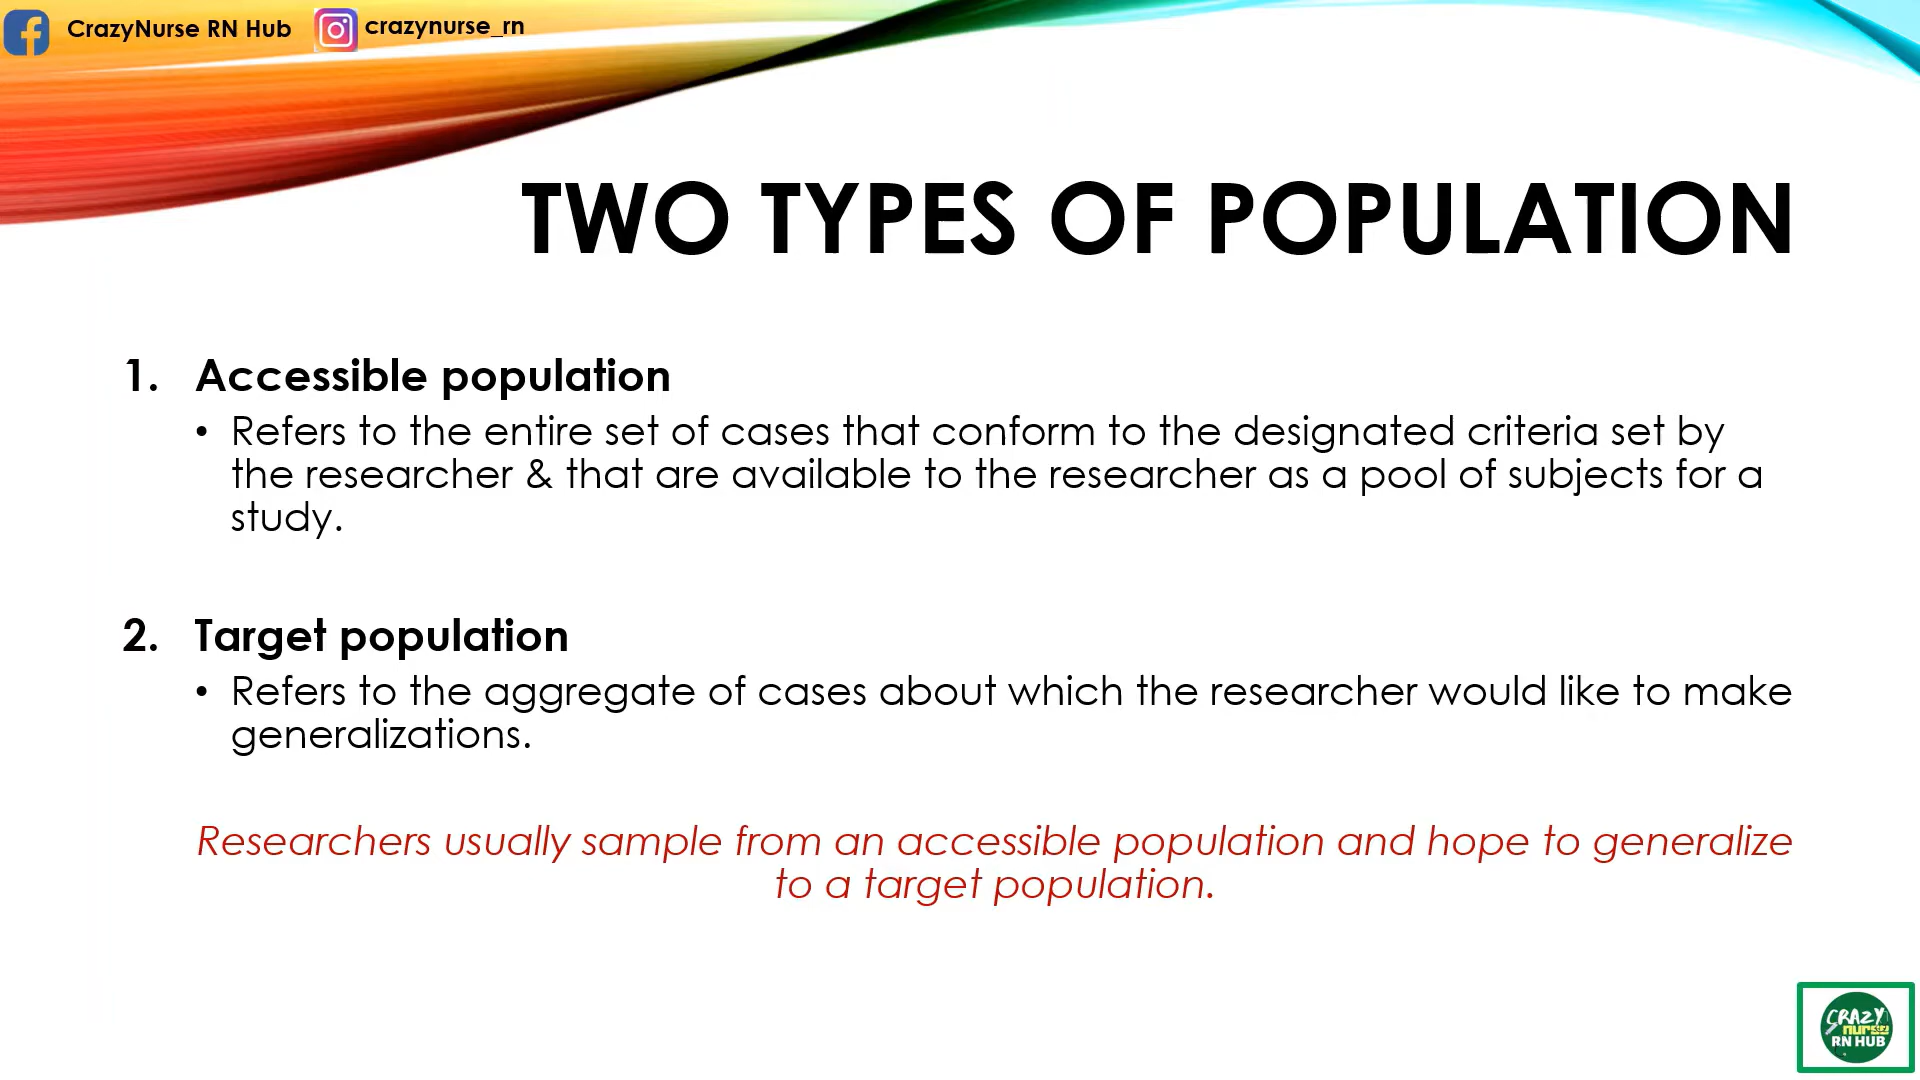 CrazyNurse RN Hub crazynurse_rn
TWO TYPES OF POPULATION
1. Accessible population
• Refers to the entire set of cases that conform to the designated criteria set by
the researcher & that are available to the researcher as a pool of subjects for a
study.
2. Target population
• Refers to the aggregate of cases about which the researcher would like to make
generalizations.
Researchers usually sample from an accessible population and hope to generalize
to a target population.
CRAZY
nurse
RN HUB